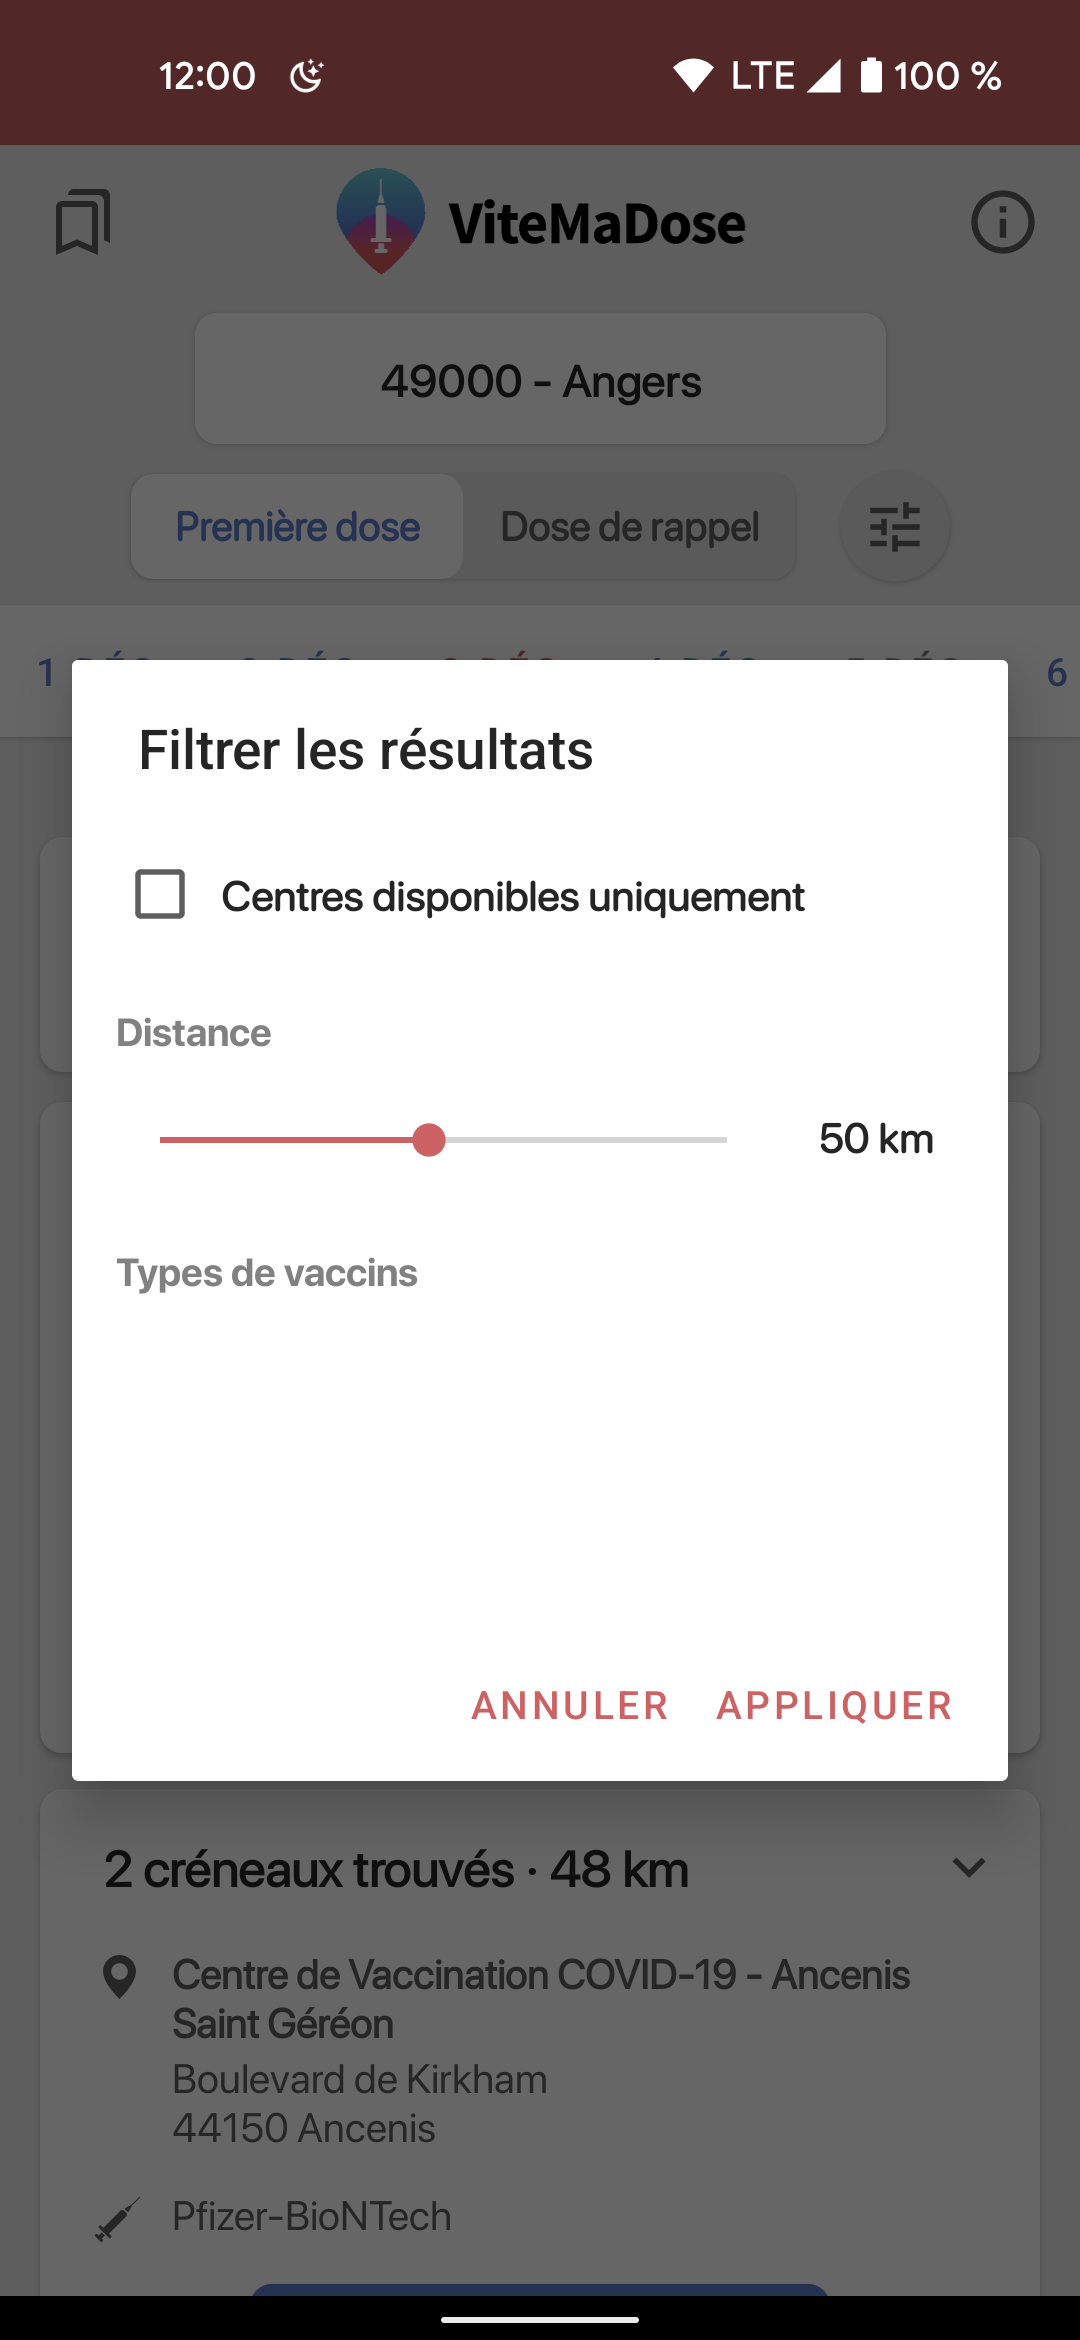 12:00 LTE 100 %
ViteMaDose
49000 - Angers
Première dose Dose de rappel
1 6
Filtrer les résultats
Centres disponibles uniquement
Distance
50 km
Types de vaccins
ANNULER APPLIQUER
2 créneaux trouvés · 48 km
Centre de Vaccination COVID-19 - Ancenis
Saint Géréon
Boulevard de Kirkham
44150 Ancenis
Pfizer-BioNTech